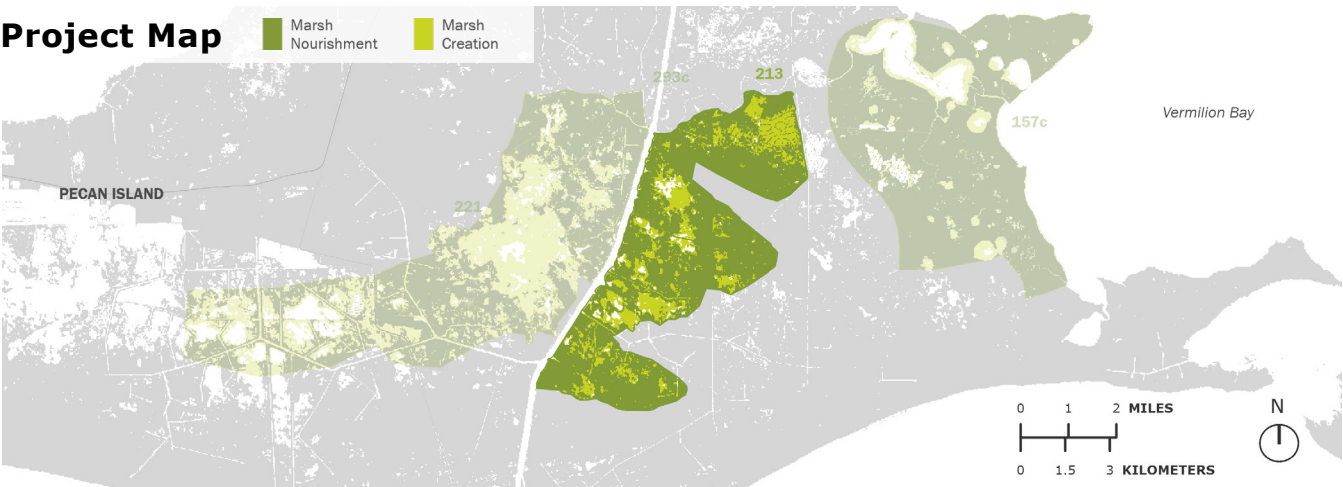 Project Map
Marsh
Nourishment
Marsh
Creation
293c
213
157c
Vermilion Bay
PECAN ISLAND
221
0 1 2 MILES
0 1.5 3 KILOMETERS
N